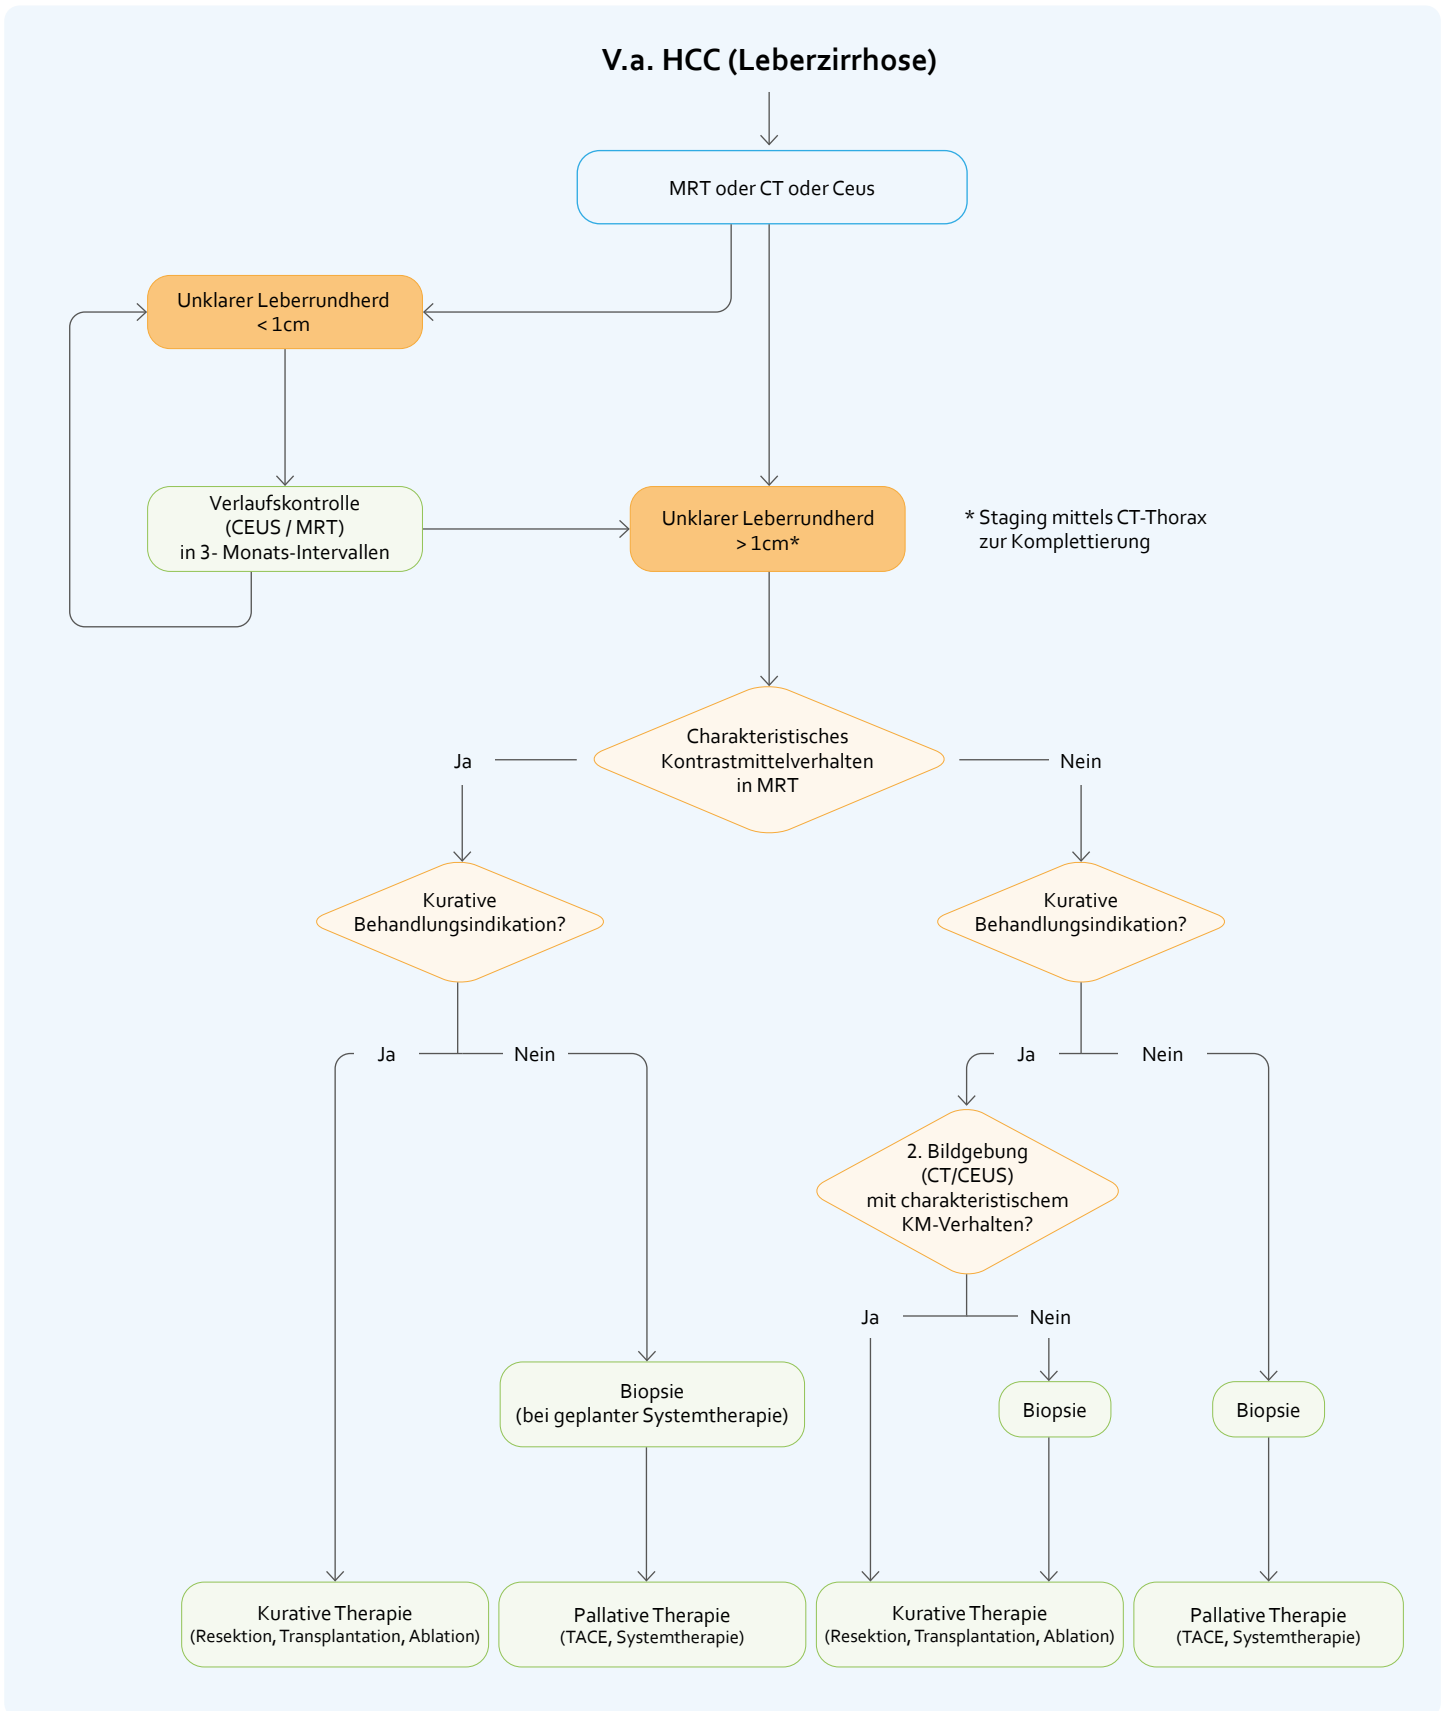 V.a. HCC (Leberzirrhose)
MRT oder CT oder Ceus
Unklarer Leberrundherd
< 1cm
Verlaufskontrolle
(CEUS / MRT)
in 3- Monats-Intervallen
Unklarer Leberrundherd
> 1cm*
* Staging mittels CT-Thorax
zur Komplettierung
Charakteristisches
Kontrastmittelverhalten
in MRT
Ja
Nein
Kurative
Behandlungsindikation?
Kurative
Behandlungsindikation?
Ja
Nein
Ja
Nein
2. Bildgebung
(CT/CEUS)
mit charakteristischem
KM-Verhalten?
Ja
Nein
Biopsie
(bei geplanter Systemtherapie)
Biopsie
Biopsie
Kurative Therapie
(Resektion, Transplantation, Ablation)
Pallative Therapie
(TACE, Systemtherapie)
Kurative Therapie
(Resektion, Transplantation, Ablation)
Pallative Therapie
(TACE, Systemtherapie)